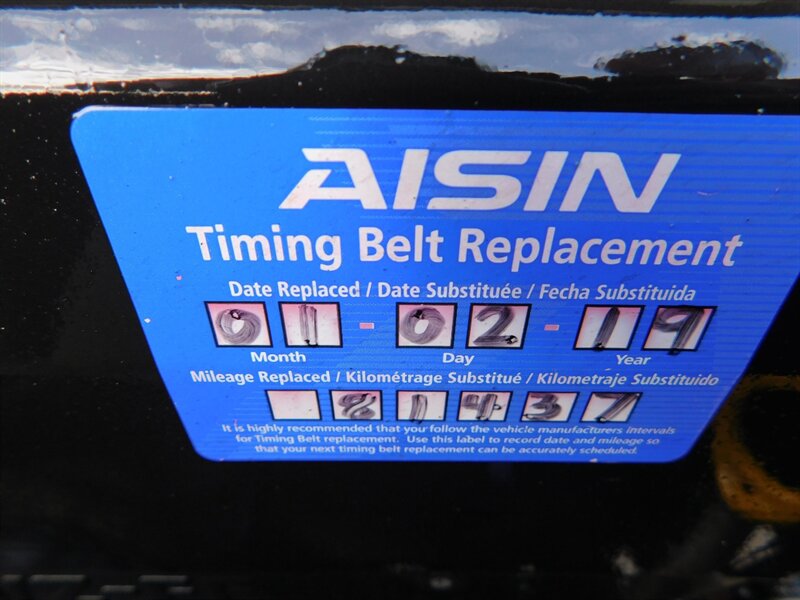 AISIN
Timing Belt Replacement
Date Replaced / Date Substituée / Fecha Substituida
01 - 02 - 19
Month Day Year
Mileage Replaced / Kilométrage Substitué / Kilometraje Substituido
81437
It is highly recommended that you follow the vehicle manufacturers intervals
for Timing Belt replacement. Use this label to record date and mileage so
that your next timing belt replacement can be accurately scheduled.